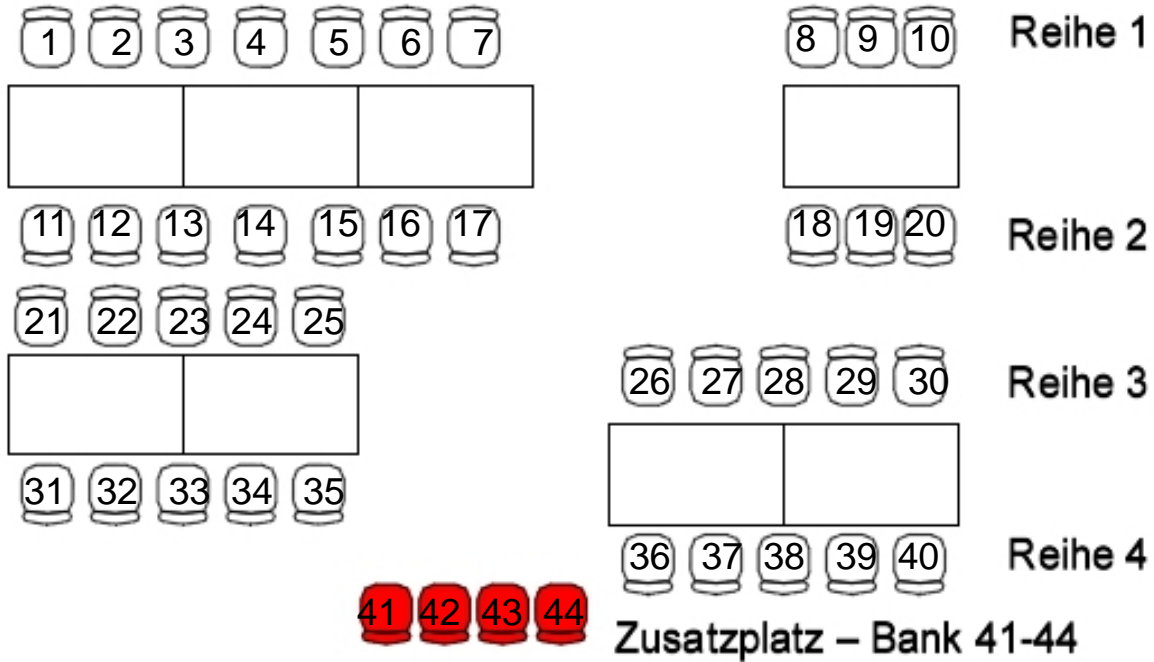 1 2 3 4 5 6 7 8 9 10 Reihe 1
11 12 13 14 15 16 17 18 19 20 Reihe 2
21 22 23 24 25
26 27 28 29 30 Reihe 3
31 32 33 34 35
36 37 38 39 40 Reihe 4
41 42 43 44
Zusatzplatz – Bank 41-44